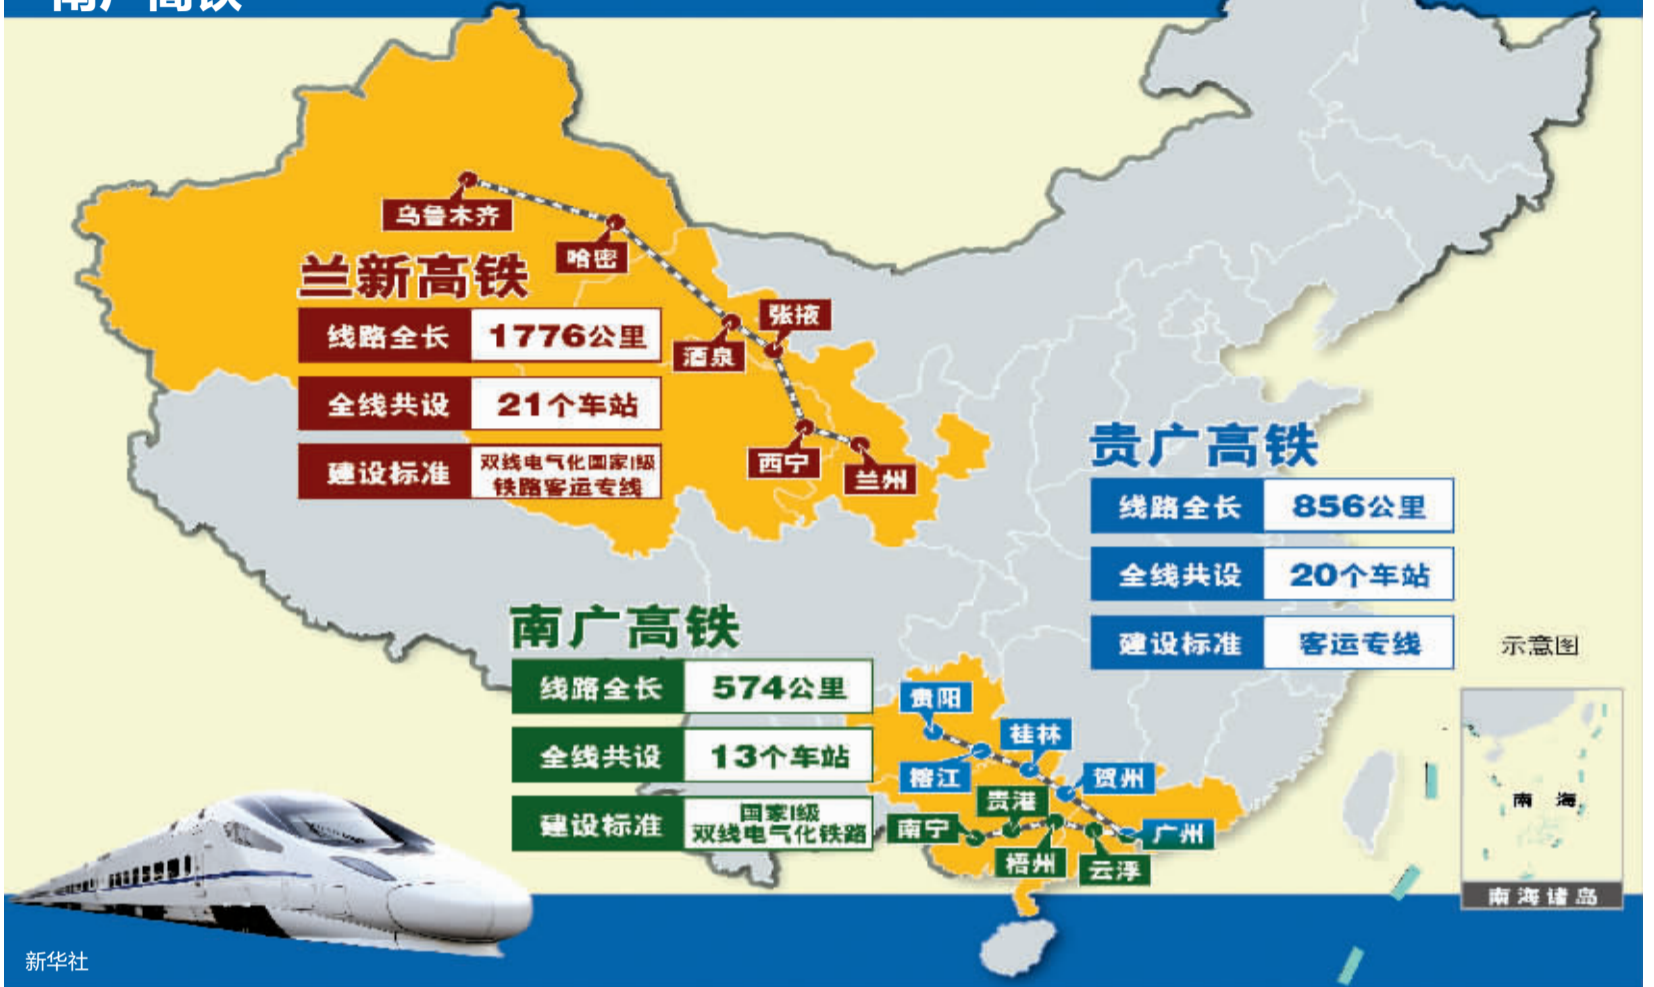 南广高铁
乌鲁木齐
哈密
兰新高铁
线路全长 1776公里
全线共设 21个车站
建设标准 双线电气化国家I级
铁路客运专线
张掖
酒泉
西宁
兰州
贵广高铁
线路全长 856公里
全线共设 20个车站
建设标准 客运专线
南广高铁
线路全长 574公里
全线共设 13个车站
建设标准 国家I级
双线电气化铁路
贵阳
桂林
榕江
贺州
贵港
南宁
广州
梧州
云浮
示意图
南海
南海诸岛
新华社